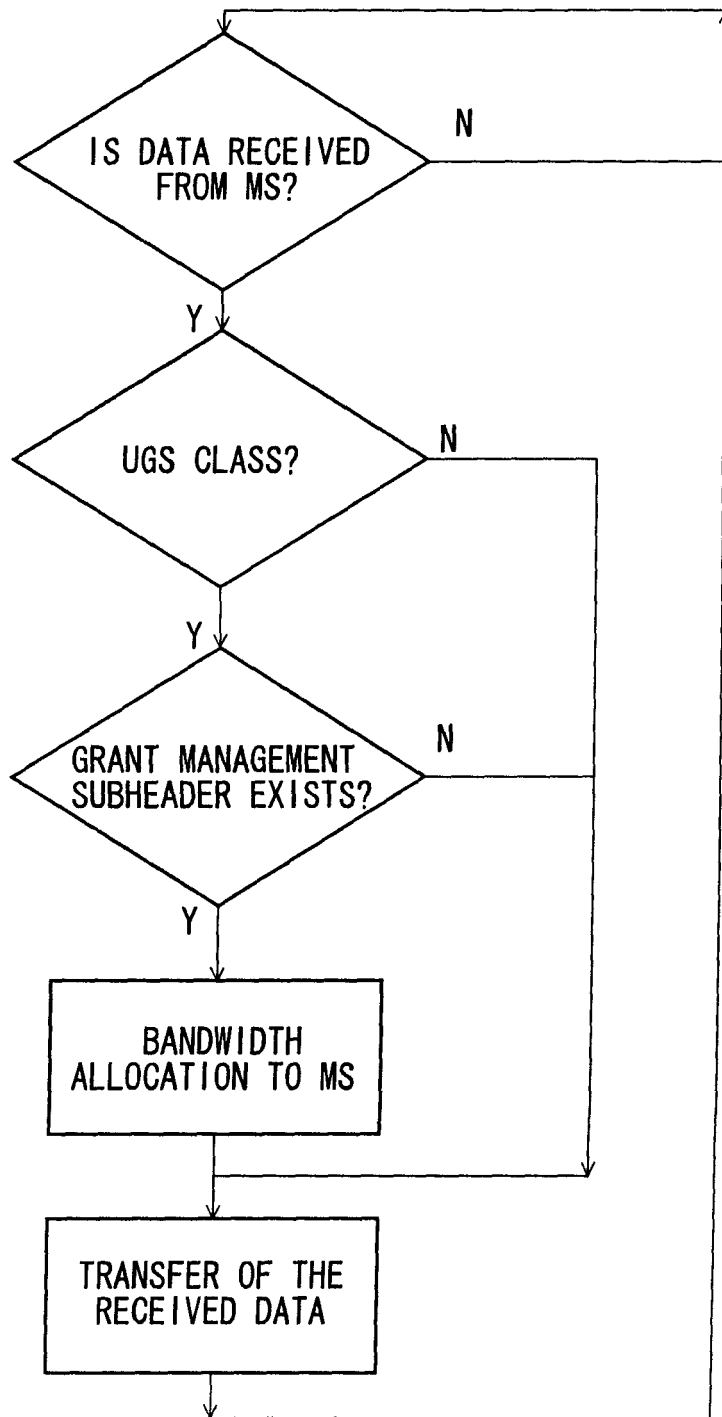 IS DATA RECEIVED
FROM MS?
N
Y
UGS CLASS?
N
Y
GRANT MANAGEMENT
SUBHEADER EXISTS?
N
Y
BANDWIDTH
ALLOCATION TO MS
TRANSFER OF THE
RECEIVED DATA